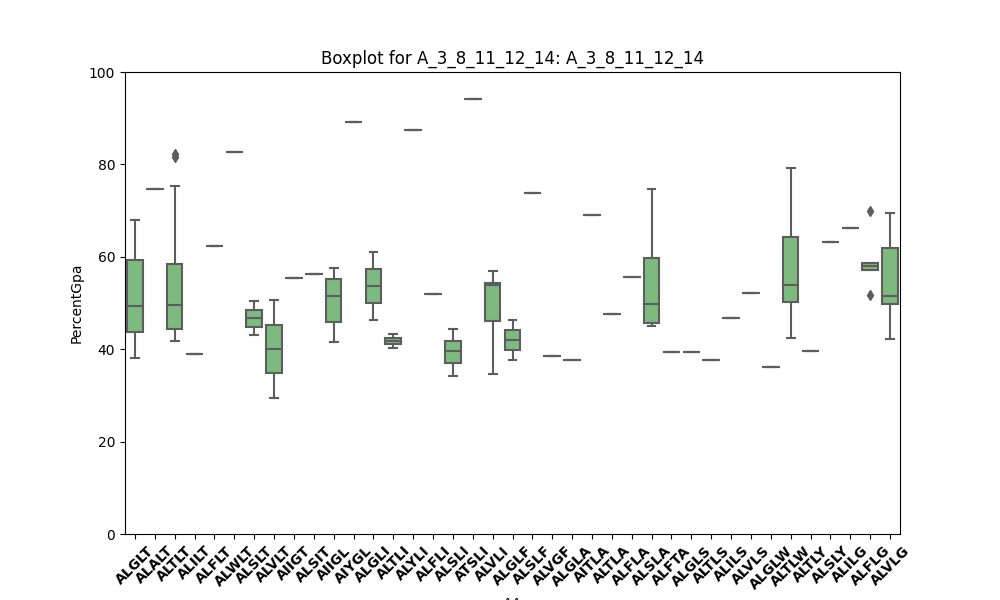 Boxplot for A_3_8_11_12_14: A_3_8_11_12_14
PercentGpa
100
80
60
40
20
0
ALGLT
ALALT
ALTLT
ALILT
ALFLT
ALWLT
ALSLT
ALVLT
AIIGT
ALSIT
AIIGL
AIYGL
ALGLI
ALTLI
ALYLI
ALFLI
ALSLI
ATSLI
ALVLI
ALGLF
ALSLF
ALVGF
ALGLA
AITLA
ALTLA
ALFLA
ALSLA
ALFTA
ALGLS
ALTLS
ALILS
ALVLS
ALGLW
ALTLW
ALTLY
ALSLY
ALILG
ALFLG
ALVLG